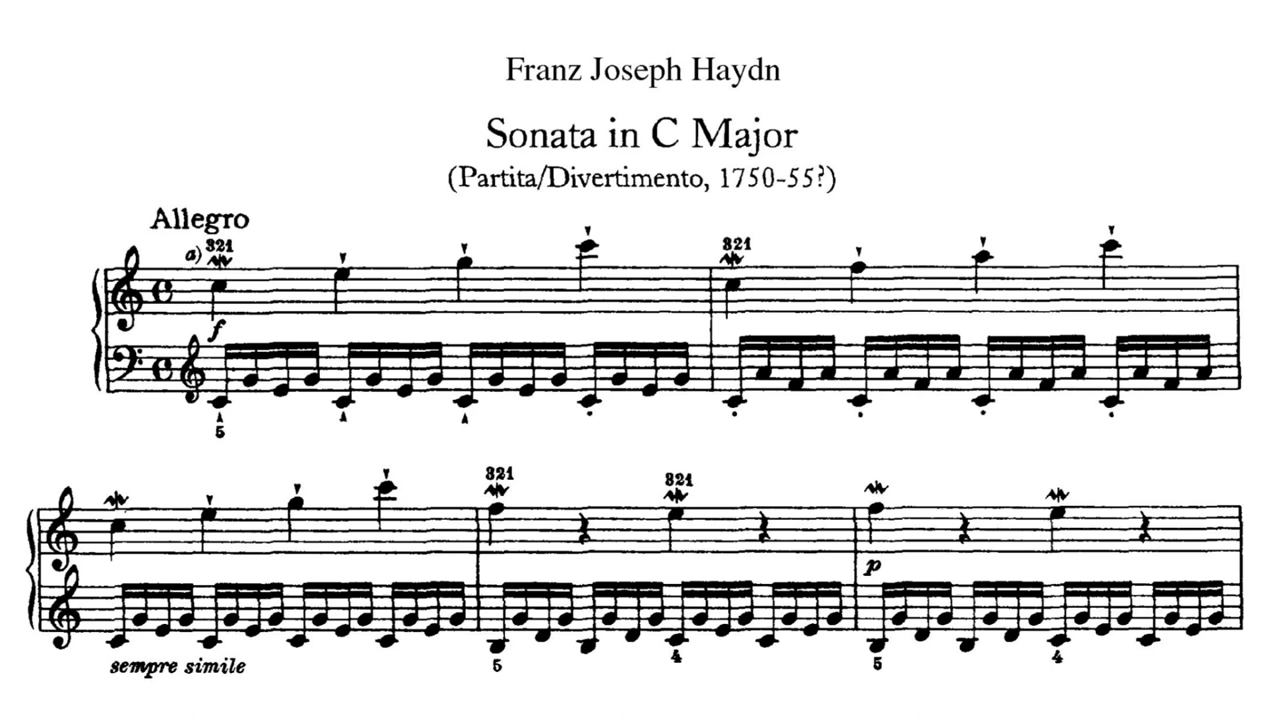 Franz Joseph Haydn
Sonata in C Major
(Partita/Divertimento, 1750-55?)
Allegro
a) 321 321
f
5
321 321
p
sempre simile
5 4 5 4